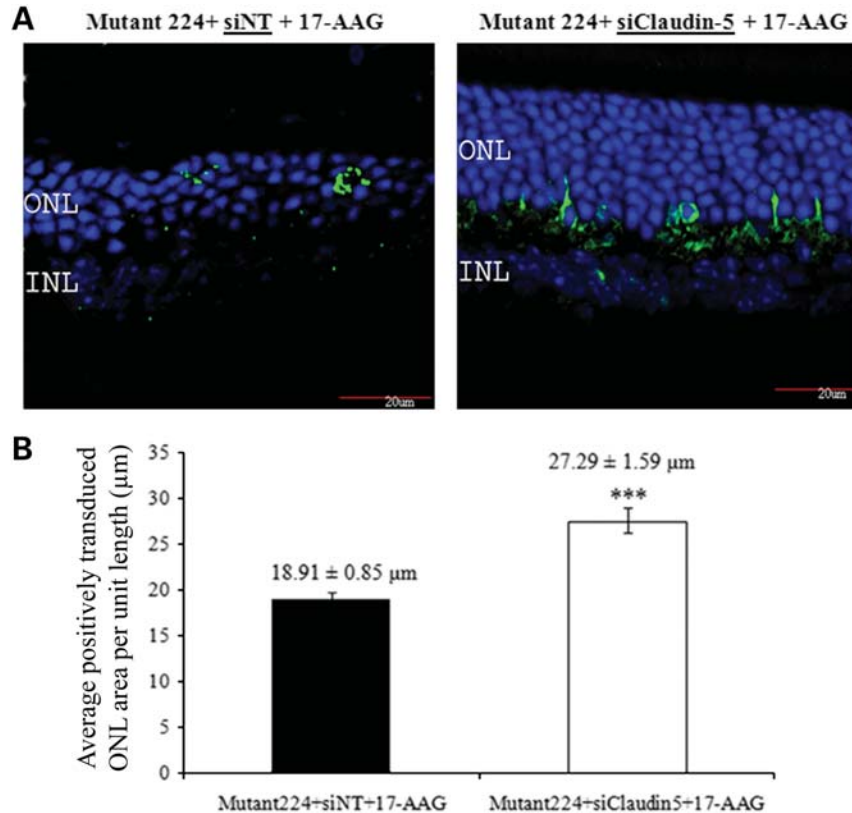 A
Mutant 224+ siNT + 17-AAG
Mutant 224+ siClaudin-5 + 17-AAG
ONL
INL
20um
ONL
INL
20um
B
Average positively transduced
ONL area per unit length (µm)
35
30
25
20
15
10
5
0
18.91 ± 0.85 µm
27.29 ± 1.59 µm
***
Mutant224+siNT+17-AAG
Mutant224+siClaudin5+17-AAG